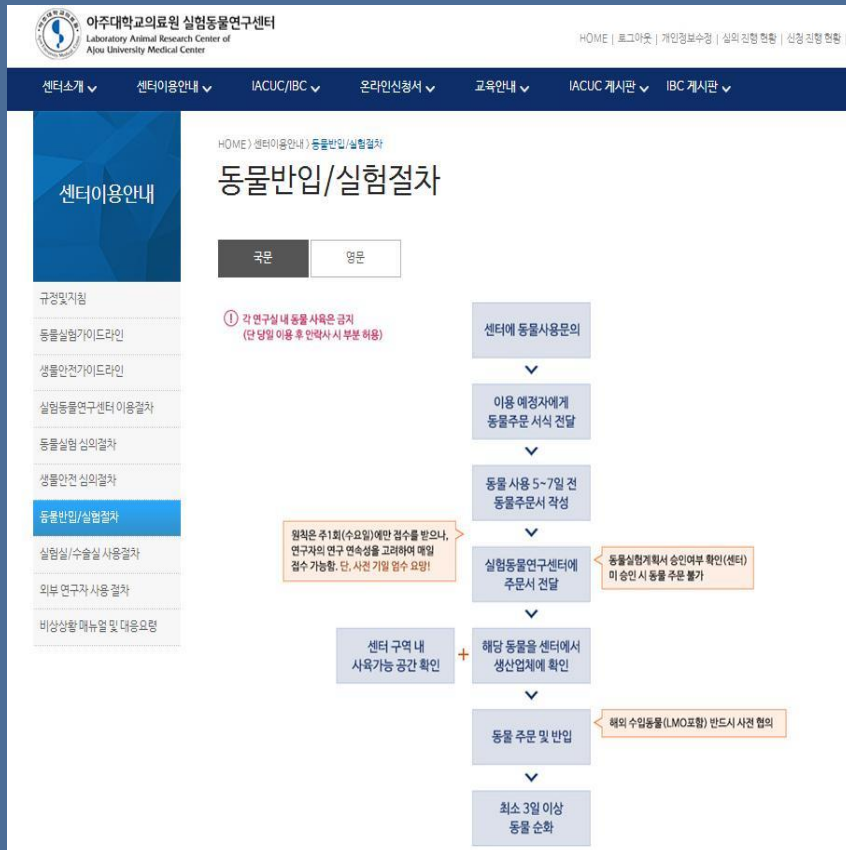 아주대학교의료원 실험동물연구센터
Laboratory Animal Research Center of
Ajou University Medical Center
HOME | 로그아웃 | 개인정보수정 | 심의 진행 현황 | 신청 진행 현황 |
센터소개 센터이용안내 IACUC/IBC 온라인신청서 교육안내 IACUC 게시판 IBC 게시판
센터이용안내
HOME > 센터이용안내 > 동물반입/실험절차
동물반입/실험절차
국문 영문
규정및지침
동물실험가이드라인
생물안전가이드라인
실험동물연구센터 이용절차
동물실험 심의절차
생물안전 심의절차
동물반입/실험절차
실험실/수술실 사용절차
외부 연구자 사용 절차
비상상황 매뉴얼 및 대응요령
각 연구실 내 동물 사육은 금지
(단 당일 이용 후 안락사 시 부분 허용)
센터에 동물사용문의
이용 예정자에게
동물주문 서식 전달
동물 사용 5~7일 전
동물주문서 작성
원칙은 주1회(수요일)에만 접수를 받으나,
연구자의 연구 연속성을 고려하여 매일
접수 가능함. 단, 사전 기일 엄수 요망!
실험동물연구센터에
주문서 전달
동물실험계획서 승인여부 확인(센터)
미 승인 시 동물 주문 불가
센터 구역 내
사육가능 공간 확인
+
해당 동물을 센터에서
생산업체에 확인
동물 주문 및 반입
해외 수입동물(LMO포함) 반드시 사전 협의
최소 3일 이상
동물 순화